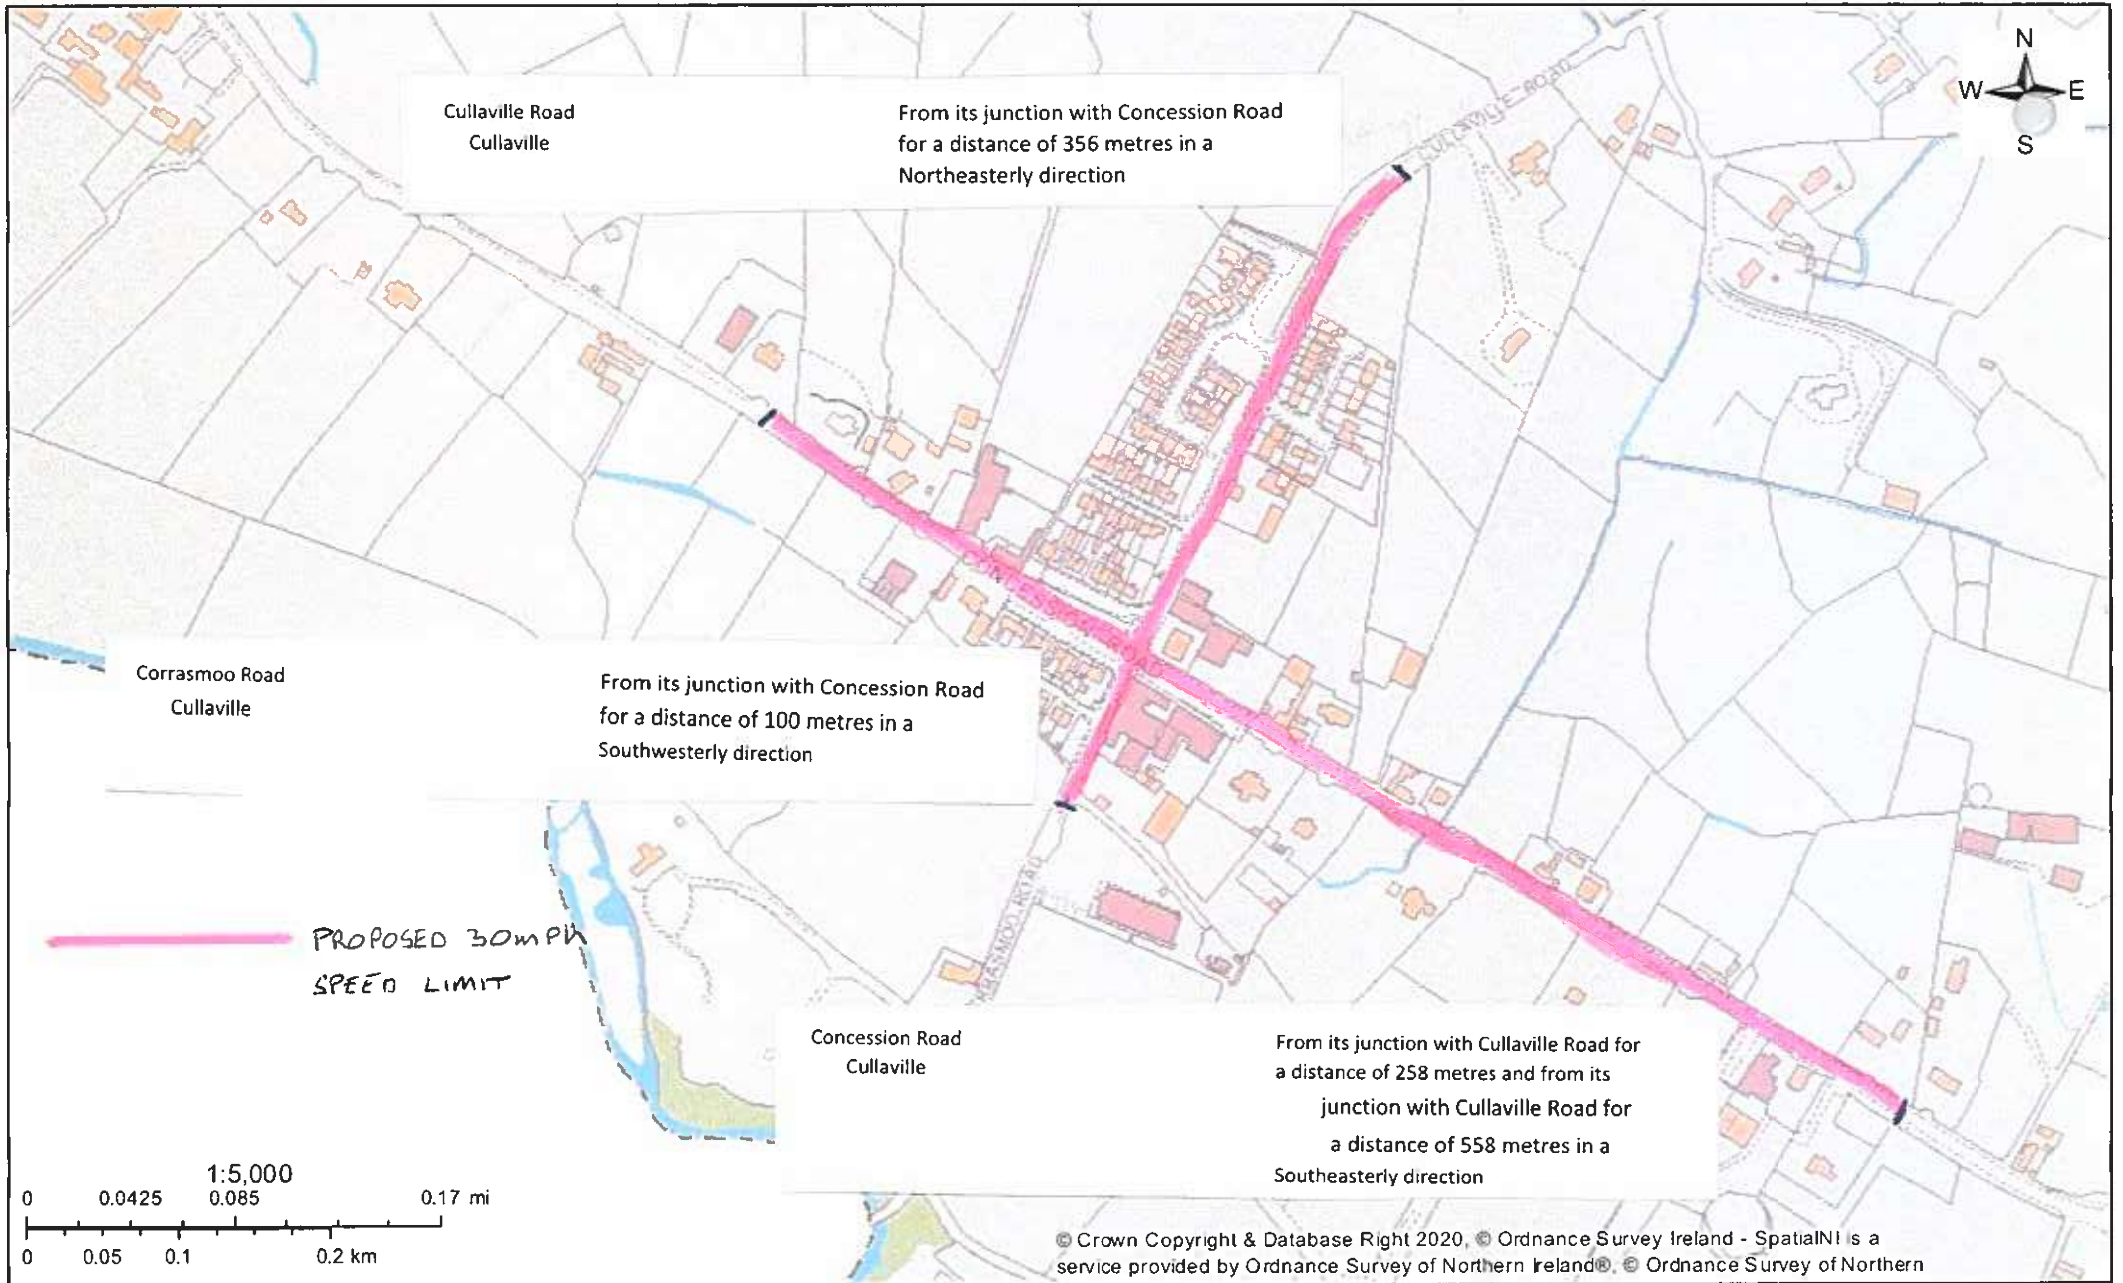 N
W E
S
Cullaville Road
Cullaville
From its junction with Concession Road
for a distance of 356 metres in a
Northeasterly direction
CULLAVILLE ROAD
CONCESSION ROAD
Corrasmoo Road
Cullaville
From its junction with Concession Road
for a distance of 100 metres in a
Southwesterly direction
RASMOO ROAD
PROPOSED 30mPh
SPEED LIMIT
Concession Road
Cullaville
From its junction with Cullaville Road for
a distance of 258 metres and from its
junction with Cullaville Road for
a distance of 558 metres in a
Southeasterly direction
1:5,000
0 0.0425 0.085 0.17 mi
0 0.05 0.1 0.2 km
© Crown Copyright & Database Right 2020, © Ordnance Survey Ireland - SpatialNI is a
service provided by Ordnance Survey of Northern Ireland®, © Ordnance Survey of Northern